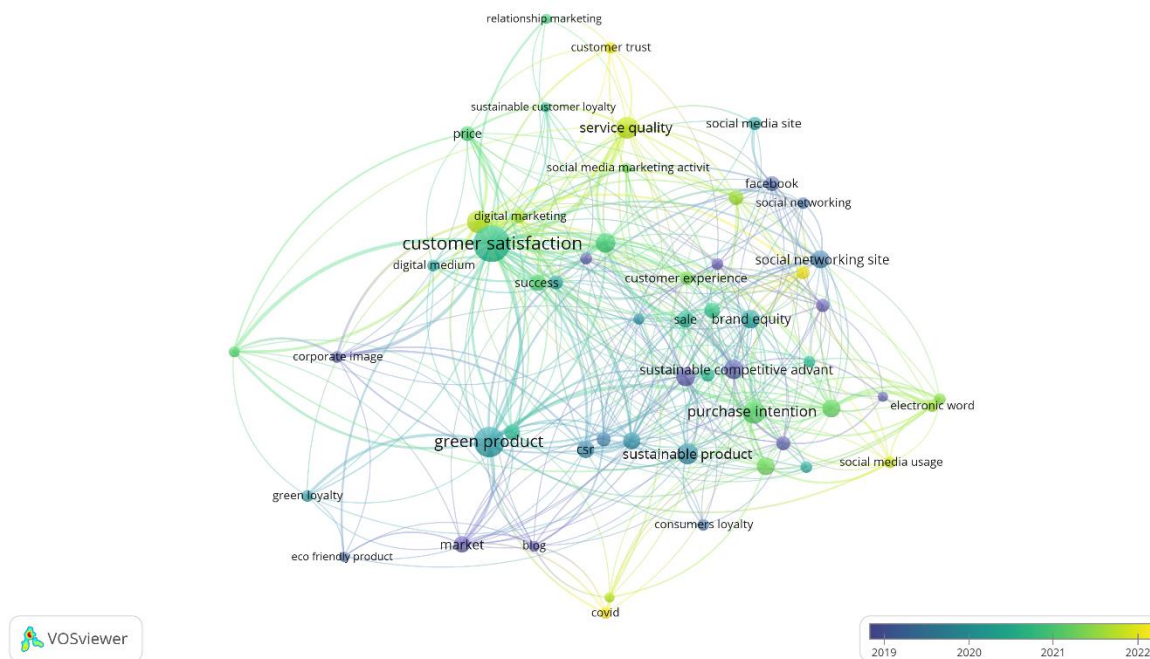 relationship marketing
customer trust
sustainable customer loyalty
service quality
social media site
price
social media marketing activit
facebook
social networking
digital marketing
customer satisfaction
social networking site
digital medium
customer experience
success
sale
brand equity
corporate image
sustainable competitive advant
purchase intention
electronic word
green product
csr
sustainable product
social media usage
green loyalty
consumers loyalty
market
blog
eco friendly product
covid
VOSviewer
2019 2020 2021 2022